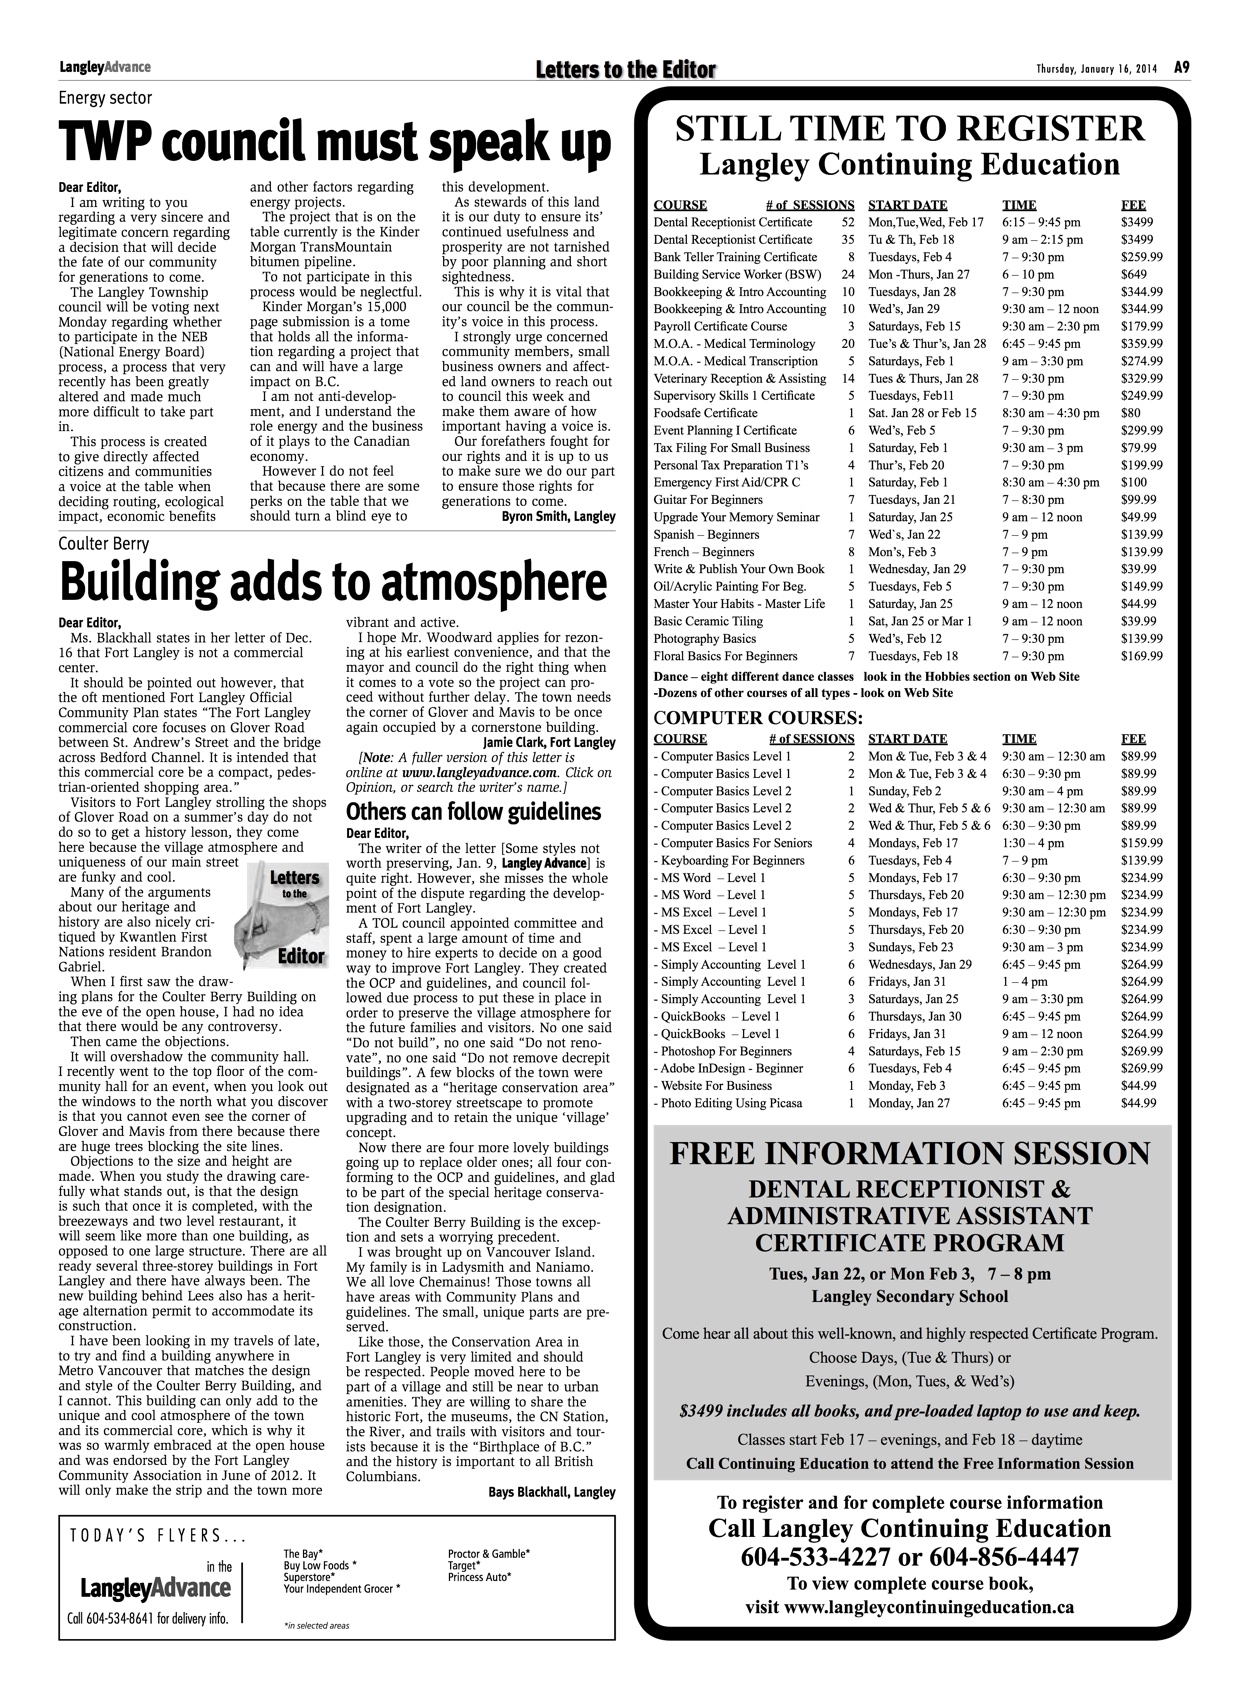 LangleyAdvance
Letters to the Editor
Thursday, January 16, 2014 A9
Energy sector
TWP council must speak up
Dear Editor,
I am writing to you
regarding a very sincere and
legitimate concern regarding
a decision that will decide
the fate of our community
for generations to come.
The Langley Township
council will be voting next
Monday regarding whether
to participate in the NEB
(National Energy Board)
process, a process that very
recently has been greatly
altered and made much
more difficult to take part
in.
This process is created
to give directly affected
citizens and communities
a voice at the table when
deciding routing, ecological
impact, economic benefits
and other factors regarding
energy projects.
The project that is on the
table currently is the Kinder
Morgan TransMountain
bitumen pipeline.
To not participate in this
process would be neglectful.
Kinder Morgan's 15,000
page submission is a tome
that holds all the informa-
tion regarding a project that
can and will have a large
impact on B.C.
I am not anti-develop-
ment, and I understand the
role energy and the business
of it plays to the Canadian
economy.
However I do not feel
that because there are some
perks on the table that we
should turn a blind eye to
this development.
As stewards of this land
it is our duty to ensure its'
continued usefulness and
prosperity are not tarnished
by poor planning and short
sightedness.
This is why it is vital that
our council be the commun-
ity's voice in this process.
I strongly urge concerned
community members, small
business owners and affect-
ed land owners to reach out
to council this week and
make them aware of how
important having a voice is.
Our forefathers fought for
our rights and it is up to us
to make sure we do our part
to ensure those rights for
generations to come.
Byron Smith, Langley
Coulter Berry
Building adds to atmosphere
Dear Editor,
Ms. Blackhall states in her letter of Dec.
16 that Fort Langley is not a commercial
center.
It should be pointed out however, that
the oft mentioned Fort Langley Official
Community Plan states “The Fort Langley
commercial core focuses on Glover Road
between St. Andrew's Street and the bridge
across Bedford Channel. It is intended that
this commercial core be a compact, pedes-
trian-oriented shopping area.”
Visitors to Fort Langley strolling the shops
of Glover Road on a summer's day do not
do so to get a history lesson, they come
here because the village atmosphere and
uniqueness of our main street
are funky and cool.
Many of the arguments
about our heritage and
history are also nicely cri-
tiqued by Kwantlen First
Nations resident Brandon
Gabriel.
When I first saw the draw-
ing plans for the Coulter Berry Building on
the eve of the open house, I had no idea
that there would be any controversy.
Then came the objections.
It will overshadow the community hall.
I recently went to the top floor of the com-
munity hall for an event, when you look out
the windows to the north what you discover
is that you cannot even see the corner of
Glover and Mavis from there because there
are huge trees blocking the site lines.
Objections to the size and height are
made. When you study the drawing care-
fully what stands out, is that the design
is such that once it is completed, with the
breezeways and two level restaurant, it
will seem like more than one building, as
opposed to one large structure. There are all
ready several three-storey buildings in Fort
Langley and there have always been. The
new building behind Lees also has a herit-
age alternation permit to accommodate its
construction.
I have been looking in my travels of late,
to try and find a building anywhere in
Metro Vancouver that matches the design
and style of the Coulter Berry Building, and
I cannot. This building can only add to the
unique and cool atmosphere of the town
and its commercial core, which is why it
was so warmly embraced at the open house
and was endorsed by the Fort Langley
Community Association in June of 2012. It
will only make the strip and the town more
Letters
to the
Editor
vibrant and active.
I hope Mr. Woodward applies for rezon-
ing at his earliest convenience, and that the
mayor and council do the right thing when
it comes to a vote so the project can pro-
ceed without further delay. The town needs
the corner of Glover and Mavis to be once
again occupied by a cornerstone building.
Jamie Clark, Fort Langley
[Note: A fuller version of this letter is
online at www.langleyadvance.com. Click on
Opinion, or search the writer's name.]
Others can follow guidelines
Dear Editor,
The writer of the letter [Some styles not
worth preserving, Jan. 9, Langley Advance] is
quite right. However, she misses the whole
point of the dispute regarding the develop-
ment of Fort Langley.
A TOL council appointed committee and
staff, spent a large amount of time and
money to hire experts to decide on a good
way to improve Fort Langley. They created
the OCP and guidelines, and council fol-
lowed due process to put these in place in
order to preserve the village atmosphere for
the future families and visitors. No one said
“Do not build”, no one said “Do not reno-
vate”, no one said “Do not remove decrepit
buildings”. A few blocks of the town were
designated as a “heritage conservation area”
with a two-storey streetscape to promote
upgrading and to retain the unique ‘village’
concept.
Now there are four more lovely buildings
going up to replace older ones; all four con-
forming to the OCP and guidelines, and glad
to be part of the special heritage conserva-
tion designation.
The Coulter Berry Building is the excep-
tion and sets a worrying precedent.
I was brought up on Vancouver Island.
My family is in Ladysmith and Naniamo.
We all love Chemainus! Those towns all
have areas with Community Plans and
guidelines. The small, unique parts are pre-
served.
Like those, the Conservation Area in
Fort Langley is very limited and should
be respected. People moved here to be
part of a village and still be near to urban
amenities. They are willing to share the
historic Fort, the museums, the CN Station,
the River, and trails with visitors and tour-
ists because it is the “Birthplace of B.C.”
and the history is important to all British
Columbians.
Bays Blackhall, Langley
TODAY'S FLYERS...
in the
LangleyAdvance
Call 604-534-8641 for delivery info.
The Bay*
Buy Low Foods *
Superstore*
Your Independent Grocer *
Proctor & Gamble*
Target*
Princess Auto*
*in selected areas
STILL TIME TO REGISTER
Langley Continuing Education
COURSE # of SESSIONS START DATE TIME FEE
Dental Receptionist Certificate 52 Mon,Tue,Wed, Feb 17 6:15 – 9:45 pm $3499
Dental Receptionist Certificate 35 Tu & Th, Feb 18 9 am – 2:15 pm $3499
Bank Teller Training Certificate 8 Tuesdays, Feb 4 7 – 9:30 pm $259.99
Building Service Worker (BSW) 24 Mon -Thurs, Jan 27 6 – 10 pm $649
Bookkeeping & Intro Accounting 10 Tuesdays, Jan 28 7 – 9:30 pm $344.99
Bookkeeping & Intro Accounting 10 Wed's, Jan 29 9:30 am – 12 noon $344.99
Payroll Certificate Course 3 Saturdays, Feb 15 9:30 am – 2:30 pm $179.99
M.O.A. - Medical Terminology 20 Tue's & Thur's, Jan 28 6:45 – 9:45 pm $359.99
M.O.A. - Medical Transcription 5 Saturdays, Feb 1 9 am – 3:30 pm $274.99
Veterinary Reception & Assisting 14 Tues & Thurs, Jan 28 7 – 9:30 pm $329.99
Supervisory Skills 1 Certificate 5 Tuesdays, Feb11 7 – 9:30 pm $249.99
Foodsafe Certificate 1 Sat. Jan 28 or Feb 15 8:30 am – 4:30 pm $80
Event Planning I Certificate 6 Wed's, Feb 5 7 – 9:30 pm $299.99
Tax Filing For Small Business 1 Saturday, Feb 1 9:30 am – 3 pm $79.99
Personal Tax Preparation T1's 4 Thur's, Feb 20 7 – 9:30 pm $199.99
Emergency First Aid/CPR C 1 Saturday, Feb 1 8:30 am – 4:30 pm $100
Guitar For Beginners 7 Tuesdays, Jan 21 7 – 8:30 pm $99.99
Upgrade Your Memory Seminar 1 Saturday, Jan 25 9 am – 12 noon $49.99
Spanish – Beginners 7 Wed`s, Jan 22 7 – 9 pm $139.99
French – Beginners 8 Mon's, Feb 3 7 – 9 pm $139.99
Write & Publish Your Own Book 1 Wednesday, Jan 29 7 – 9:30 pm $39.99
Oil/Acrylic Painting For Beg. 5 Tuesdays, Feb 5 7 – 9:30 pm $149.99
Master Your Habits - Master Life 1 Saturday, Jan 25 9 am – 12 noon $44.99
Basic Ceramic Tiling 1 Sat, Jan 25 or Mar 1 9 am – 12 noon $39.99
Photography Basics 5 Wed's, Feb 12 7 – 9:30 pm $139.99
Floral Basics For Beginners 7 Tuesdays, Feb 18 7 – 9:30 pm $169.99
Dance – eight different dance classes look in the Hobbies section on Web Site
-Dozens of other courses of all types - look on Web Site
COMPUTER COURSES:
COURSE # of SESSIONS START DATE TIME FEE
- Computer Basics Level 1 2 Mon & Tue, Feb 3 & 4 9:30 am – 12:30 am $89.99
- Computer Basics Level 1 2 Mon & Tue, Feb 3 & 4 6:30 – 9:30 pm $89.99
- Computer Basics Level 2 1 Sunday, Feb 2 9:30 am – 4 pm $89.99
- Computer Basics Level 2 2 Wed & Thur, Feb 5 & 6 9:30 am – 12:30 am $89.99
- Computer Basics Level 2 2 Wed & Thur, Feb 5 & 6 6:30 – 9:30 pm $89.99
- Computer Basics For Seniors 4 Mondays, Feb 17 1:30 – 4 pm $159.99
- Keyboarding For Beginners 6 Tuesdays, Feb 4 7 – 9 pm $139.99
- MS Word – Level 1 5 Mondays, Feb 17 6:30 – 9:30 pm $234.99
- MS Word – Level 1 5 Thursdays, Feb 20 9:30 am – 12:30 pm $234.99
- MS Excel – Level 1 5 Mondays, Feb 17 9:30 am – 12:30 pm $234.99
- MS Excel – Level 1 5 Thursdays, Feb 20 6:30 – 9:30 pm $234.99
- MS Excel – Level 1 3 Sundays, Feb 23 9:30 am – 3 pm $234.99
- Simply Accounting Level 1 6 Wednesdays, Jan 29 6:45 – 9:45 pm $264.99
- Simply Accounting Level 1 6 Fridays, Jan 31 1 – 4 pm $264.99
- Simply Accounting Level 1 3 Saturdays, Jan 25 9 am – 3:30 pm $264.99
- QuickBooks – Level 1 6 Thursdays, Jan 30 6:45 – 9:45 pm $264.99
- QuickBooks – Level 1 6 Fridays, Jan 31 9 am – 12 noon $264.99
- Photoshop For Beginners 4 Saturdays, Feb 15 9 am – 2:30 pm $269.99
- Adobe InDesign - Beginner 6 Tuesdays, Feb 4 6:45 – 9:45 pm $269.99
- Website For Business 1 Monday, Feb 3 6:45 – 9:45 pm $44.99
- Photo Editing Using Picasa 1 Monday, Jan 27 6:45 – 9:45 pm $44.99
FREE INFORMATION SESSION
DENTAL RECEPTIONIST &
ADMINISTRATIVE ASSISTANT
CERTIFICATE PROGRAM
Tues, Jan 22, or Mon Feb 3, 7 – 8 pm
Langley Secondary School
Come hear all about this well-known, and highly respected Certificate Program.
Choose Days, (Tue & Thurs) or
Evenings, (Mon, Tues, & Wed's)
$3499 includes all books, and pre-loaded laptop to use and keep.
Classes start Feb 17 – evenings, and Feb 18 – daytime
Call Continuing Education to attend the Free Information Session
To register and for complete course information
Call Langley Continuing Education
604-533-4227 or 604-856-4447
To view complete course book,
visit www.langleycontinuingeducation.ca